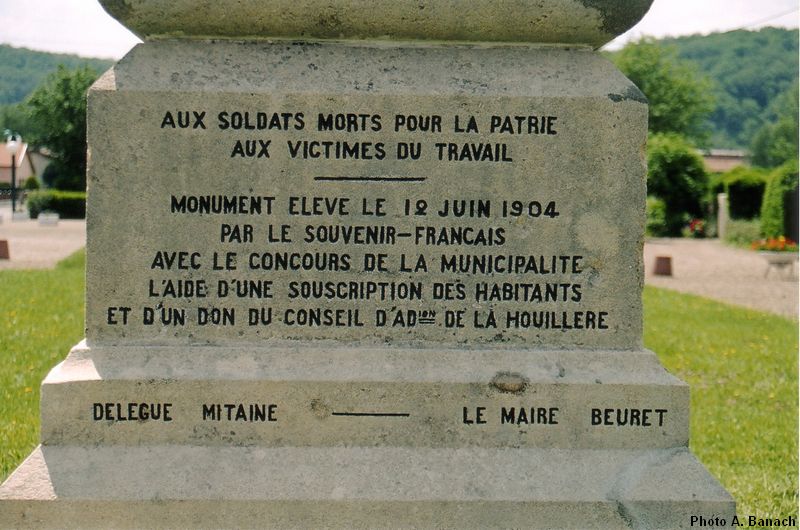 AUX SOLDATS MORTS POUR LA PATRIE
AUX VICTIMES DU TRAVAIL
MONUMENT ELEVE LE 12 JUIN 1904
PAR LE SOUVENIR-FRANCAIS
AVEC LE CONCOURS DE LA MUNICIPALITE
L'AIDE D'UNE SOUSCRIPTION DES HABITANTS
ET D'UN DON DU CONSEIL D'ADION DE LA HOUILLERE
DELEGUE MITAINE — LE MAIRE BEURET
Photo A. Banach